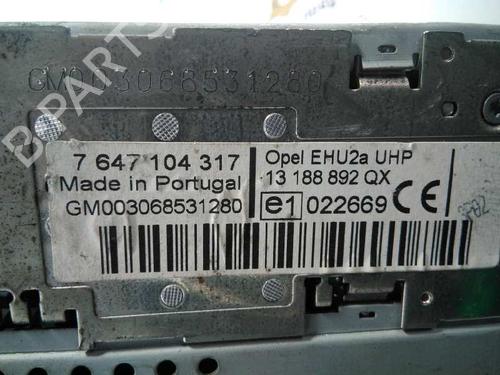 GM003068531280
B-PARTS
7 647 104 317
Made in Portugal
GM003068531280
Opel EHU2a UHP
13 188 892 QX
e1 022669 CE